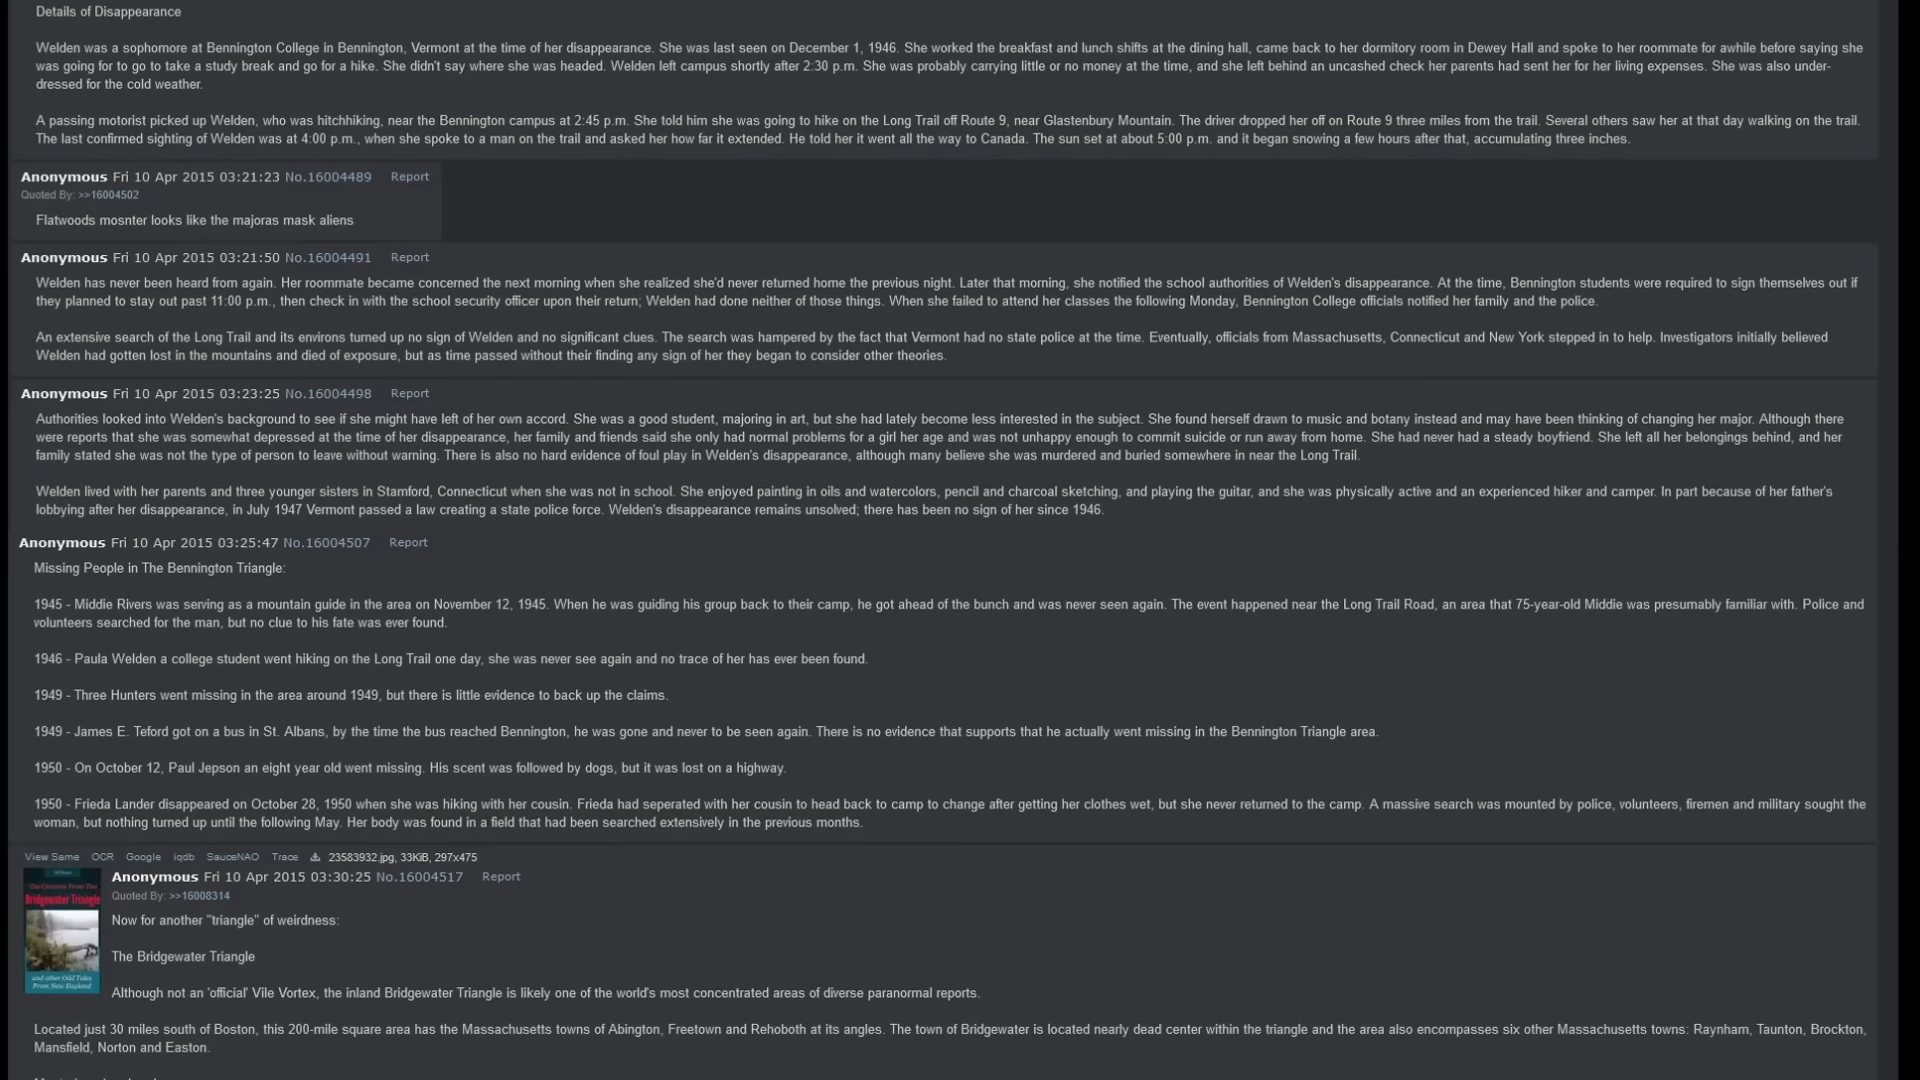 Details of Disappearance
Welden was a sophomore at Bennington College in Bennington, Vermont at the time of her disappearance. She was last seen on December 1, 1946. She worked the breakfast and lunch shifts at the dining hall, came back to her dormitory room in Dewey Hall and spoke to her roommate for awhile before saying she
was going for to go to take a study break and go for a hike. She didn't say where she was headed. Welden left campus shortly after 2:30 p.m. She was probably carrying little or no money at the time, and she left behind an uncashed check her parents had sent her for her living expenses. She was also under-
dressed for the cold weather.
A passing motorist picked up Welden, who was hitchhiking, near the Bennington campus at 2:45 p.m. She told him she was going to hike on the Long Trail off Route 9, near Glastenbury Mountain. The driver dropped her off on Route 9 three miles from the trail. Several others saw her at that day walking on the trail.
The last confirmed sighting of Welden was at 4:00 p.m., when she spoke to a man on the trail and asked her how far it extended. He told her it went all the way to Canada. The sun set at about 5:00 p.m. and it began snowing a few hours after that, accumulating three inches.
Anonymous Fri 10 Apr 2015 03:21:23 No.16004489 Report
Quoted By: >>16004502
Flatwoods mosnter looks like the majoras mask aliens
Anonymous Fri 10 Apr 2015 03:21:50 No.16004491 Report
Welden has never been heard from again. Her roommate became concerned the next morning when she realized she'd never returned home the previous night. Later that morning, she notified the school authorities of Welden's disappearance. At the time, Bennington students were required to sign themselves out if
they planned to stay out past 11:00 p.m., then check in with the school security officer upon their return; Welden had done neither of those things. When she failed to attend her classes the following Monday, Bennington College officials notified her family and the police.
An extensive search of the Long Trail and its environs turned up no sign of Welden and no significant clues. The search was hampered by the fact that Vermont had no state police at the time. Eventually, officials from Massachusetts, Connecticut and New York stepped in to help. Investigators initially believed
Welden had gotten lost in the mountains and died of exposure, but as time passed without their finding any sign of her they began to consider other theories.
Anonymous Fri 10 Apr 2015 03:23:25 No.16004498 Report
Authorities looked into Welden's background to see if she might have left of her own accord. She was a good student, majoring in art, but she had lately become less interested in the subject. She found herself drawn to music and botany instead and may have been thinking of changing her major. Although there
were reports that she was somewhat depressed at the time of her disappearance, her family and friends said she only had normal problems for a girl her age and was not unhappy enough to commit suicide or run away from home. She had never had a steady boyfriend. She left all her belongings behind, and her
family stated she was not the type of person to leave without warning. There is also no hard evidence of foul play in Welden's disappearance, although many believe she was murdered and buried somewhere in near the Long Trail.
Welden lived with her parents and three younger sisters in Stamford, Connecticut when she was not in school. She enjoyed painting in oils and watercolors, pencil and charcoal sketching, and playing the guitar, and she was physically active and an experienced hiker and camper. In part because of her father's
lobbying after her disappearance, in July 1947 Vermont passed a law creating a state police force. Welden's disappearance remains unsolved; there has been no sign of her since 1946.
Anonymous Fri 10 Apr 2015 03:25:47 No.16004507 Report
Missing People in The Bennington Triangle:
1945 - Middie Rivers was serving as a mountain guide in the area on November 12, 1945. When he was guiding his group back to their camp, he got ahead of the bunch and was never seen again. The event happened near the Long Trail Road, an area that 75-year-old Middie was presumably familiar with. Police and
volunteers searched for the man, but no clue to his fate was ever found.
1946 - Paula Welden a college student went hiking on the Long Trail one day, she was never see again and no trace of her has ever been found.
1949 - Three Hunters went missing in the area around 1949, but there is little evidence to back up the claims.
1949 - James E. Teford got on a bus in St. Albans, by the time the bus reached Bennington, he was gone and never to be seen again. There is no evidence that supports that he actually went missing in the Bennington Triangle area.
1950 - On October 12, Paul Jepson an eight year old went missing. His scent was followed by dogs, but it was lost on a highway.
1950 - Frieda Lander disappeared on October 28, 1950 when she was hiking with her cousin. Frieda had seperated with her cousin to head back to camp to change after getting her clothes wet, but she never returned to the camp. A massive search was mounted by police, volunteers, firemen and military sought the
woman, but nothing turned up until the following May. Her body was found in a field that had been searched extensively in the previous months.
View Same OCR Google iqdb SauceNAO Trace 23583932.jpg, 33KiB, 297x475
Anonymous Fri 10 Apr 2015 03:30:25 No.16004517 Report
Quoted By: >>16008314
The Creature From The
Bridgewater Triangle
and other Odd Tales
From New England
Now for another "triangle" of weirdness:
The Bridgewater Triangle
Although not an 'official' Vile Vortex, the inland Bridgewater Triangle is likely one of the world's most concentrated areas of diverse paranormal reports.
Located just 30 miles south of Boston, this 200-mile square area has the Massachusetts towns of Abington, Freetown and Rehoboth at its angles. The town of Bridgewater is located nearly dead center within the triangle and the area also encompasses six other Massachusetts towns: Raynham, Taunton, Brockton,
Mansfield, Norton and Easton.